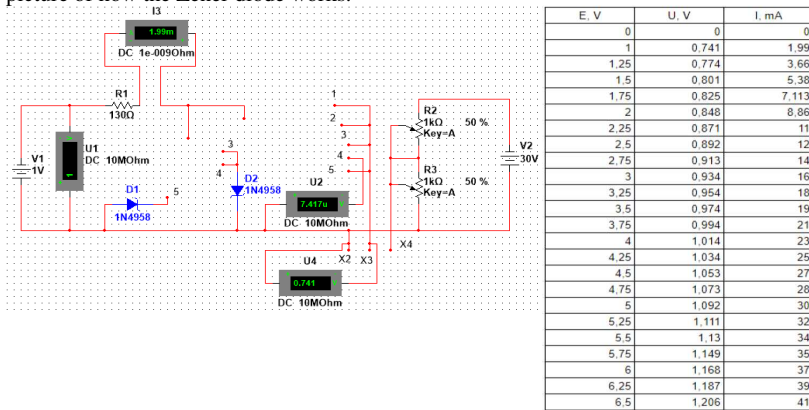 picture of how the Zener diode works.
I3
1.99m
DC 1e-009Ohm
R1
130Ω
U1
DC 10MOhm
1
V1
1V
D1
1N4958
5
3
4
D2
1N4958
1
2
3
4
5
U2
7.417u
DC 10MOhm
U4
0.741
DC 10MOhm
X2
X3
X4
R2
1kΩ
50 %
Key=A
R3
1kΩ
50 %
Key=A
V2
30V
E, V U, V I, mA
0 0 0
1 0,741 1,99
1,25 0,774 3,66
1,5 0,801 5,38
1,75 0,825 7,113
2 0,848 8,86
2,25 0,871 11
2,5 0,892 12
2,75 0,913 14
3 0,934 16
3,25 0,954 18
3,5 0,974 19
3,75 0,994 21
4 1,014 23
4,25 1,034 25
4,5 1,053 27
4,75 1,073 28
5 1,092 30
5,25 1,111 32
5,5 1,13 34
5,75 1,149 35
6 1,168 37
6,25 1,187 39
6,5 1,206 41